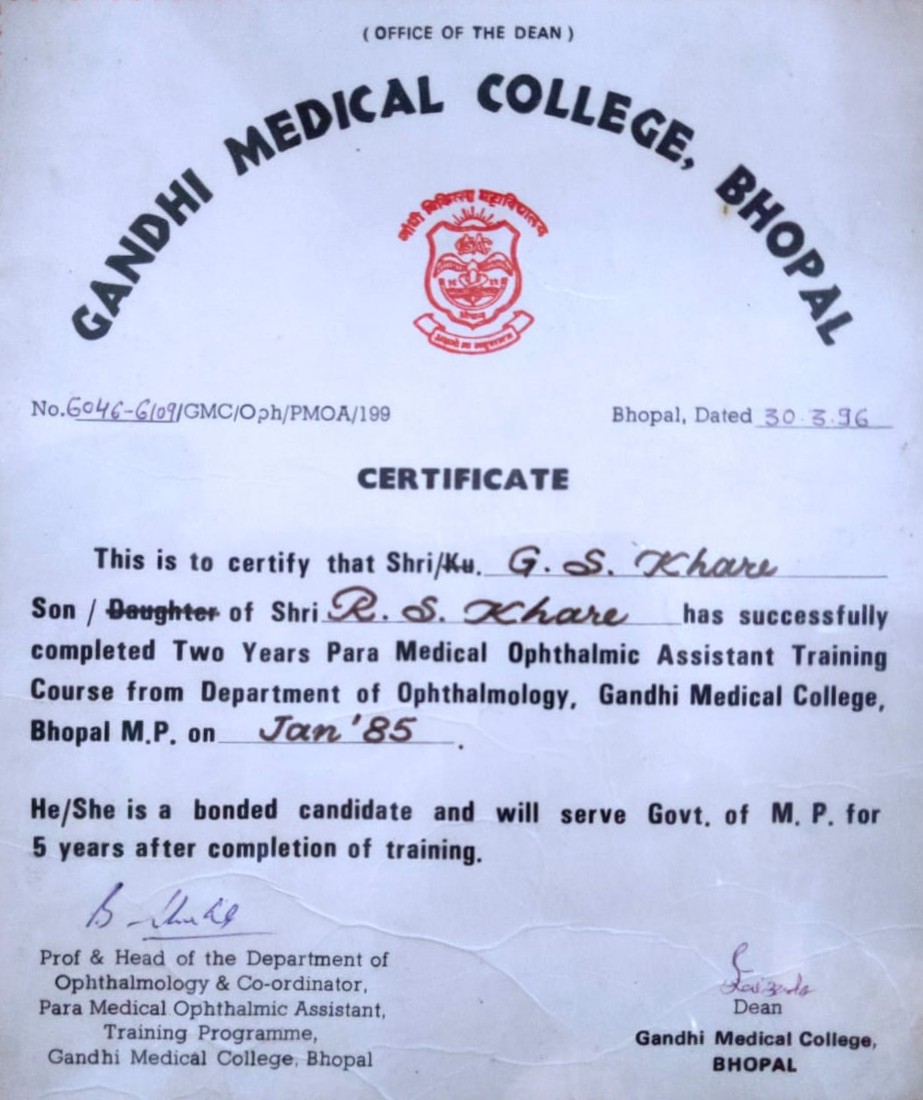 ( OFFICE OF THE DEAN )
GANDHI MEDICAL COLLEGE, BHOPAL
गांधी चिकित्सा महाविद्यालय
No.6046-6109/GMC/Oph/PMOA/199
Bhopal, Dated 30.3.96
CERTIFICATE
This is to certify that Shri/Ku. G. S. Khare
Son / Daughter of Shri R. S. Khare has successfully
completed Two Years Para Medical Ophthalmic Assistant Training
Course from Department of Ophthalmology, Gandhi Medical College,
Bhopal M.P. on Jan '85.
He/She is a bonded candidate and will serve Govt. of M. P. for
5 years after completion of training.
Prof & Head of the Department of
Ophthalmology & Co-ordinator,
Para Medical Ophthalmic Assistant,
Training Programme,
Gandhi Medical College, Bhopal
Dean
Gandhi Medical College,
BHOPAL